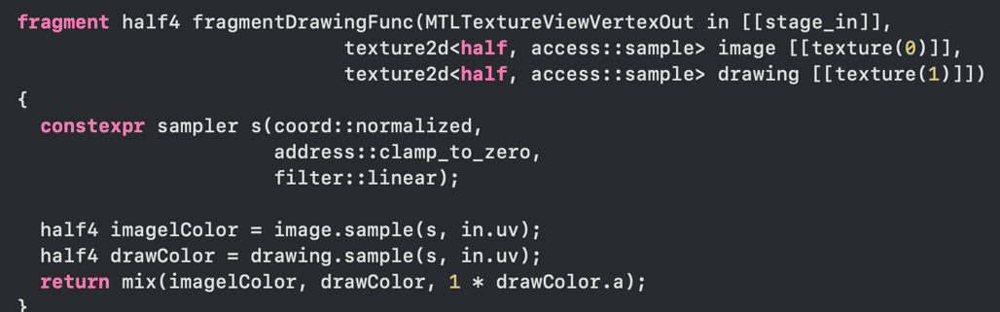 fragment half4 fragmentDrawingFunc(MTLTextureViewVertexOut in [[stage_in]],
texture2d<half, access::sample> image [[texture(0)]],
texture2d<half, access::sample> drawing [[texture(1)]])
{
constexpr sampler s(coord::normalized,
address::clamp_to_zero,
filter::linear);
half4 imagelColor = image.sample(s, in.uv);
half4 drawColor = drawing.sample(s, in.uv);
return mix(imagelColor, drawColor, 1 * drawColor.a);
}